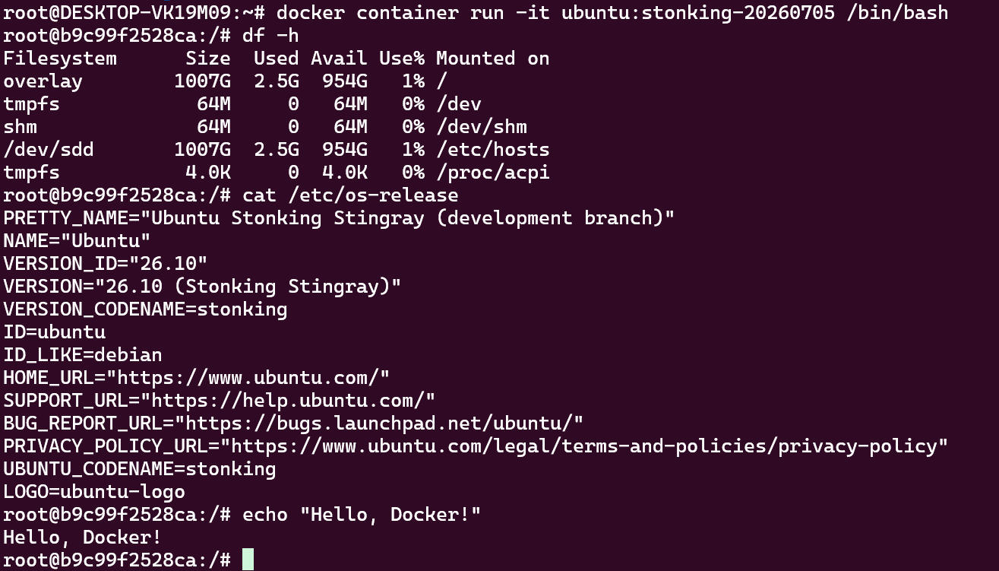 root@DESKTOP-VK19M09:~# docker container run -it ubuntu:stonking-20260705 /bin/bash
root@b9c99f2528ca:/# df -h
Filesystem      Size  Used Avail Use% Mounted on
overlay        1007G  2.5G  954G   1% /
tmpfs            64M     0   64M   0% /dev
shm              64M     0   64M   0% /dev/shm
/dev/sdd       1007G  2.5G  954G   1% /etc/hosts
tmpfs           4.0K     0  4.0K   0% /proc/acpi
root@b9c99f2528ca:/# cat /etc/os-release
PRETTY_NAME="Ubuntu Stonking Stingray (development branch)"
NAME="Ubuntu"
VERSION_ID="26.10"
VERSION="26.10 (Stonking Stingray)"
VERSION_CODENAME=stonking
ID=ubuntu
ID_LIKE=debian
HOME_URL="https://www.ubuntu.com/"
SUPPORT_URL="https://help.ubuntu.com/"
BUG_REPORT_URL="https://bugs.launchpad.net/ubuntu/"
PRIVACY_POLICY_URL="https://www.ubuntu.com/legal/terms-and-policies/privacy-policy"
UBUNTU_CODENAME=stonking
LOGO=ubuntu-logo
root@b9c99f2528ca:/# echo "Hello, Docker!"
Hello, Docker!
root@b9c99f2528ca:/#